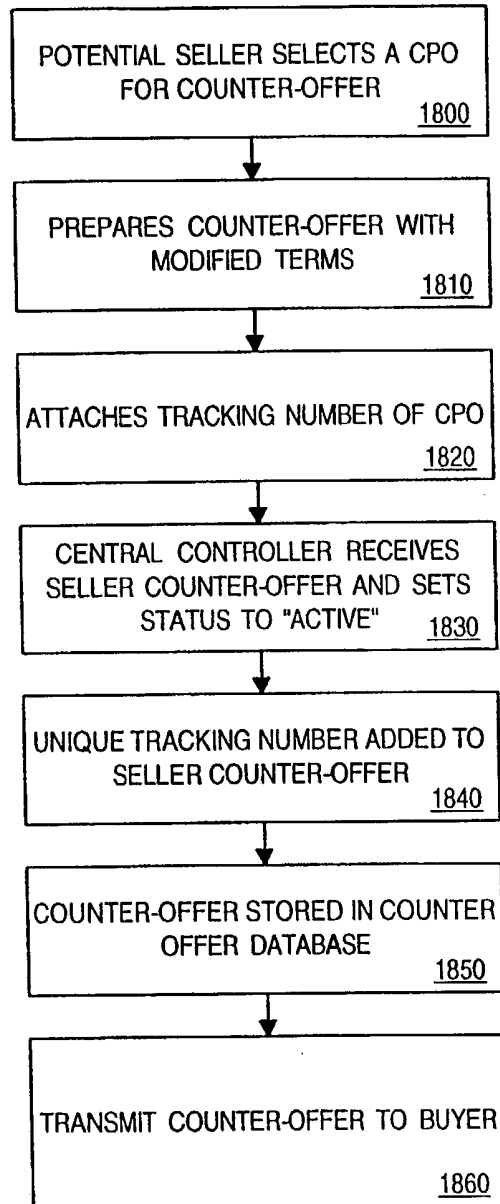 POTENTIAL SELLER SELECTS A CPO
FOR COUNTER-OFFER
1800
PREPARES COUNTER-OFFER WITH
MODIFIED TERMS
1810
ATTACHES TRACKING NUMBER OF CPO
1820
CENTRAL CONTROLLER RECEIVES
SELLER COUNTER-OFFER AND SETS
STATUS TO "ACTIVE"
1830
UNIQUE TRACKING NUMBER ADDED TO
SELLER COUNTER-OFFER
1840
COUNTER-OFFER STORED IN COUNTER
OFFER DATABASE
1850
TRANSMIT COUNTER-OFFER TO BUYER
1860